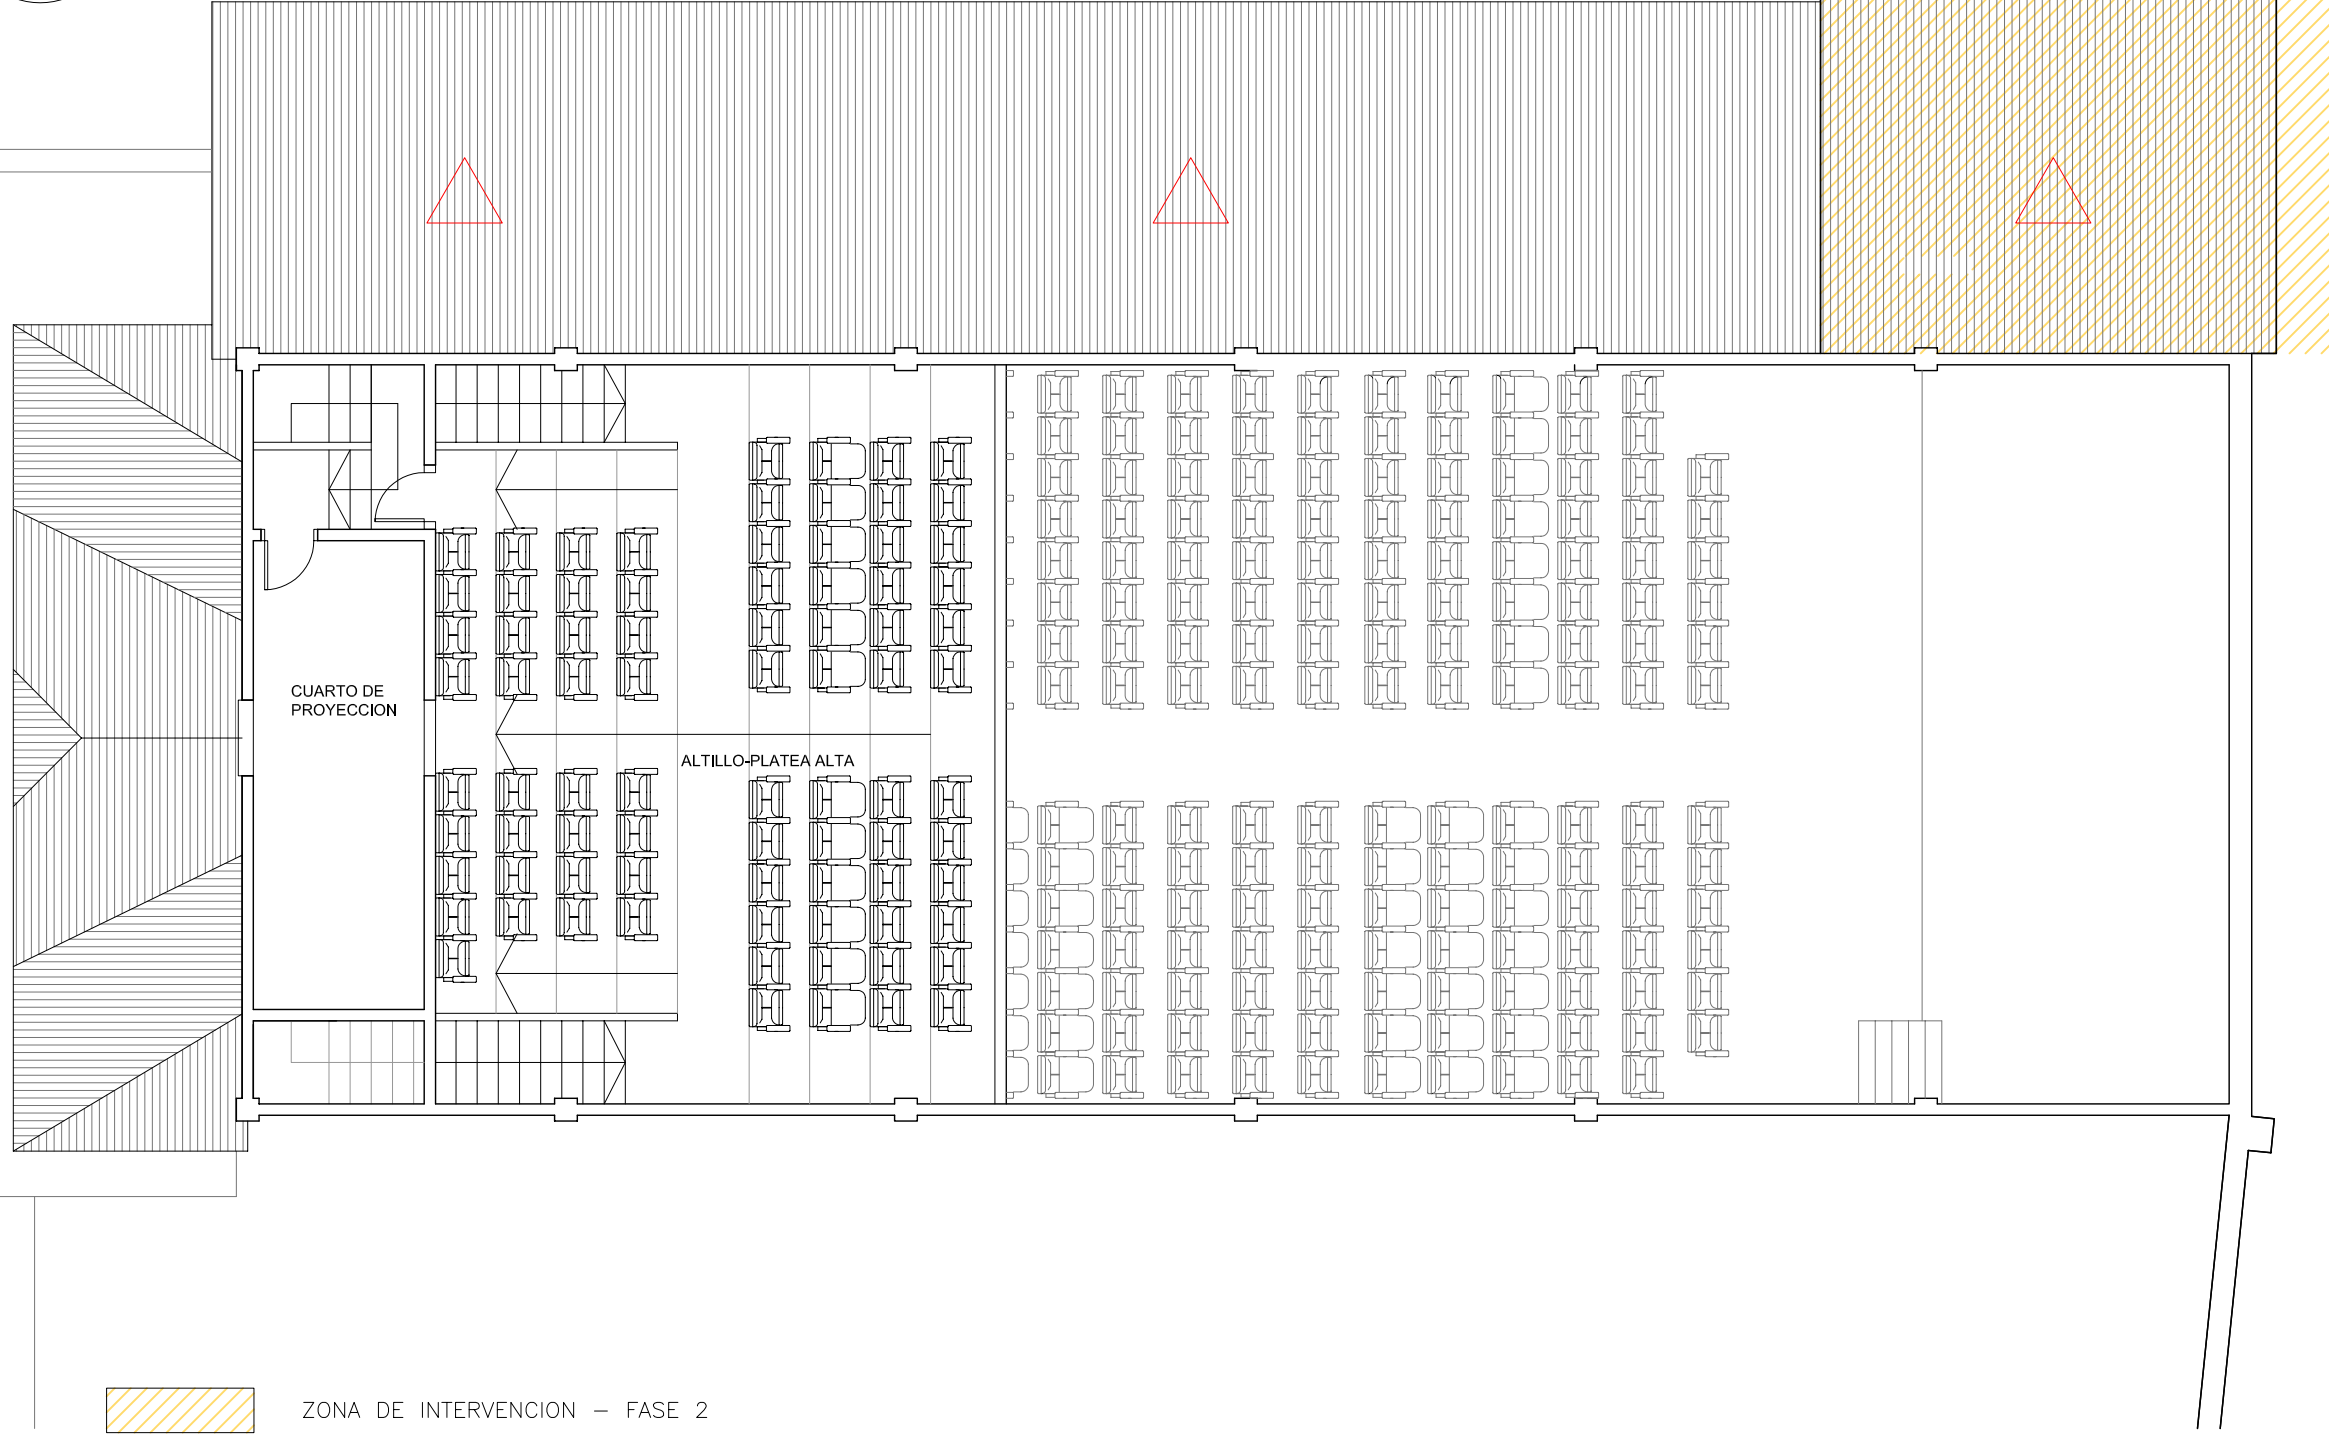 CUARTO DE
PROYECCION
ALTILLO-PLATEA ALTA
ZONA DE INTERVENCION – FASE 2